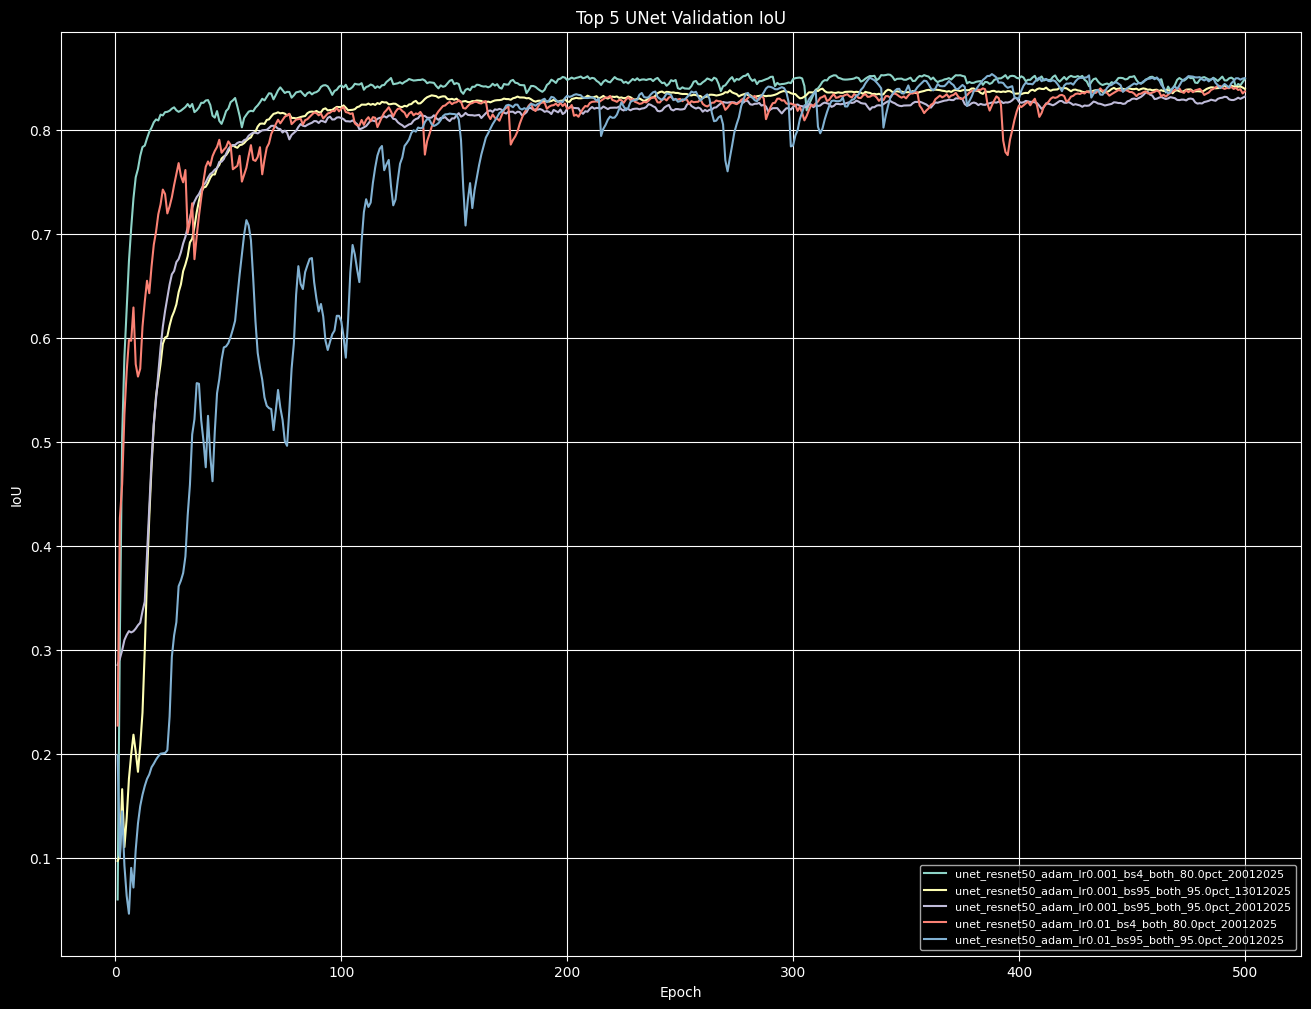 Top 5 UNet Validation IoU
0.8
0.7
0.6
0.5
0.4
0.3
0.2
0.1
IoU
0
100
200
300
400
500
Epoch
unet_resnet50_adam_lr0.001_bs4_both_80.0pct_20012025
unet_resnet50_adam_lr0.001_bs95_both_95.0pct_13012025
unet_resnet50_adam_lr0.001_bs95_both_95.0pct_20012025
unet_resnet50_adam_lr0.01_bs4_both_80.0pct_20012025
unet_resnet50_adam_lr0.01_bs95_both_95.0pct_20012025